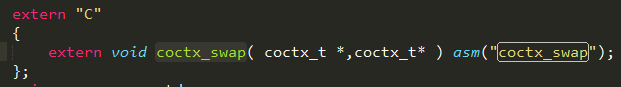 extern "C"
{
    extern void coctx_swap( coctx_t *,coctx_t* ) asm("coctx_swap");
};